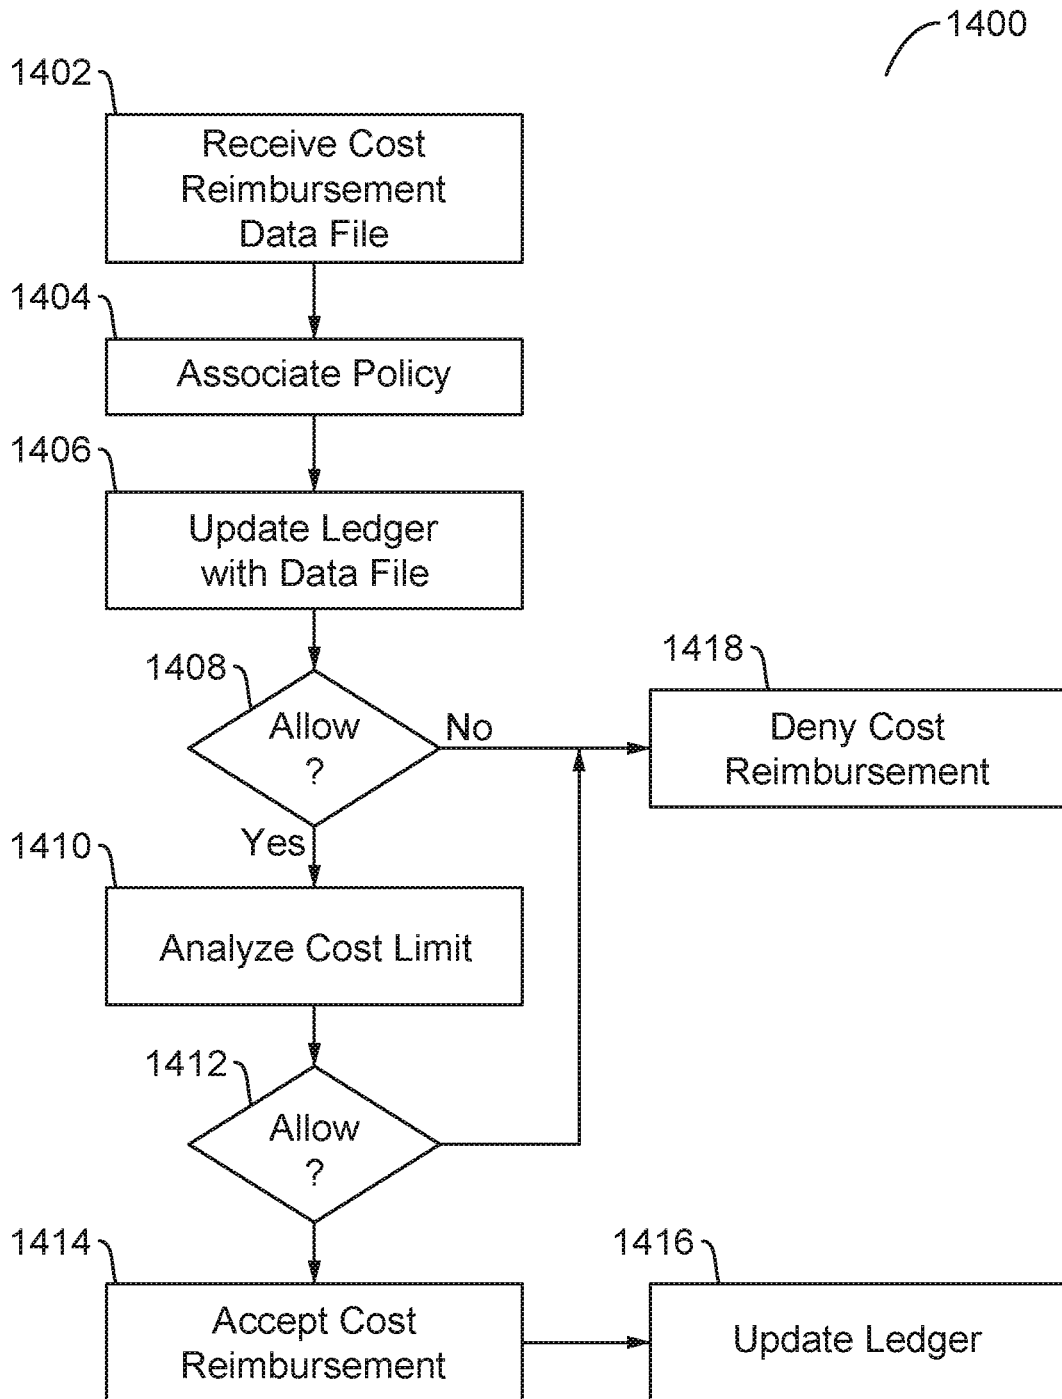 1400
1402
Receive Cost
Reimbursement
Data File
1404
Associate Policy
1406
Update Ledger
with Data File
1408
Allow
?
No
Yes
1418
Deny Cost
Reimbursement
1410
Analyze Cost Limit
1412
Allow
?
1414
Accept Cost
Reimbursement
1416
Update Ledger